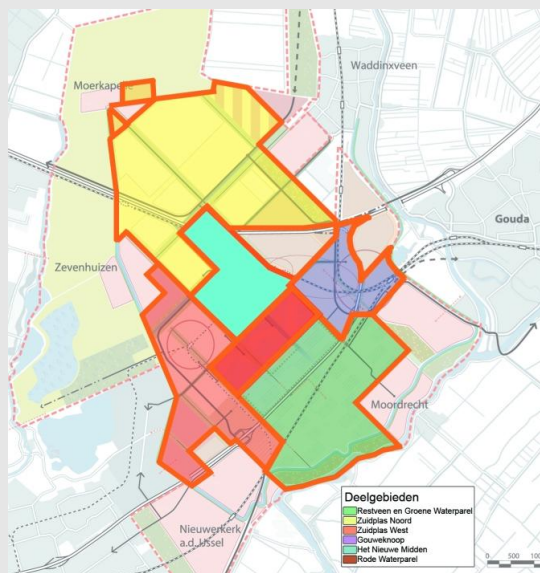 Waddinxveen
Moerkapelle
Gouda
Zevenhuizen
Moordrecht
Nieuwerkerk
a.d. IJssel
Deelgebieden
Restveen en Groene Waterparel
Zuidplas Noord
Zuidplas West
Gouweknoop
Het Nieuwe Midden
Rode Waterparel
0 500